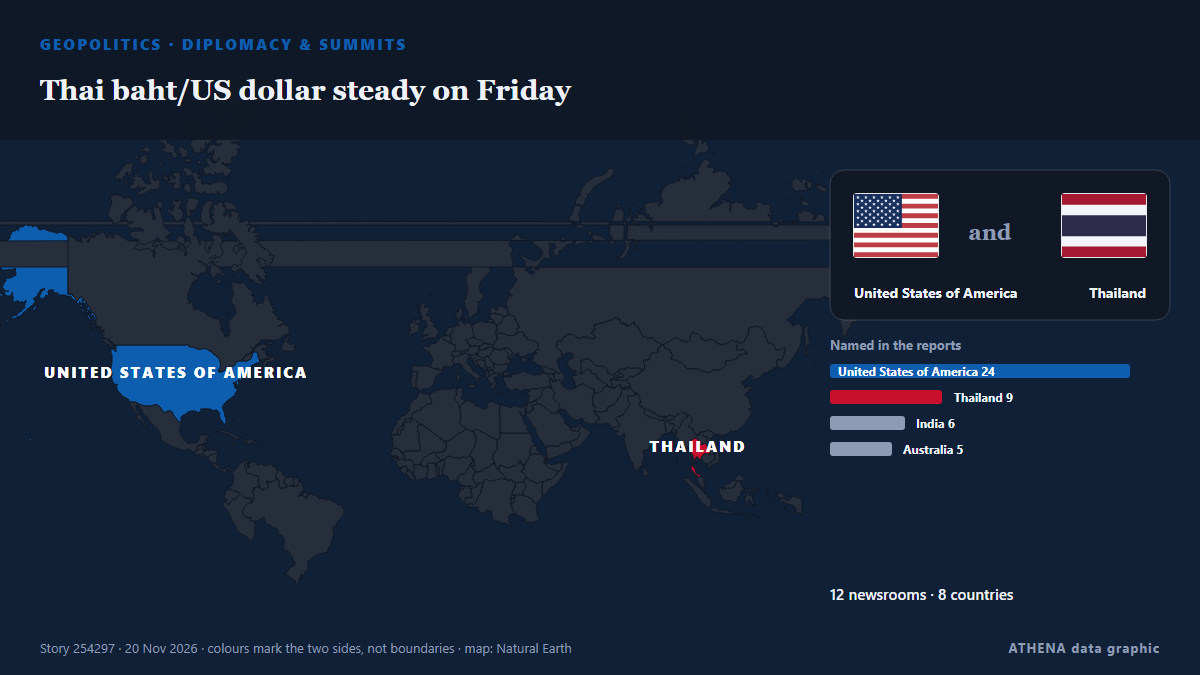 GEOPOLITICS · DIPLOMACY & SUMMITS
Thai baht/US dollar steady on Friday
and
United States of America
Thailand
Named in the reports
United States of America 24
Thailand 9
India 6
Australia 5
UNITED STATES OF AMERICA
THAILAND
12 newsrooms · 8 countries
Story 254297 · 20 Nov 2026 · colours mark the two sides, not boundaries · map: Natural Earth
ATHENA data graphic